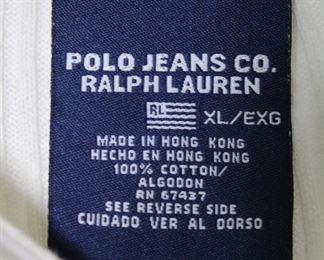 POLO JEANS CO.
RALPH LAUREN
RL XL/EXG
MADE IN HONG KONG
HECHO EN HONG KONG
100% COTTON/
ALGODON
RN 67437
SEE REVERSE SIDE
CUIDADO VER AL DORSO